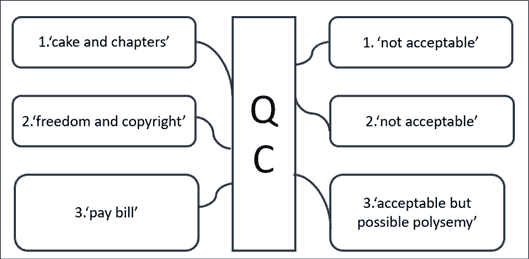 1.‘cake and chapters’
2.‘freedom and copyright’
3.‘pay bill’
Q
C
1. ‘not acceptable’
2.‘not acceptable’
3.‘acceptable but
possible polysemy’